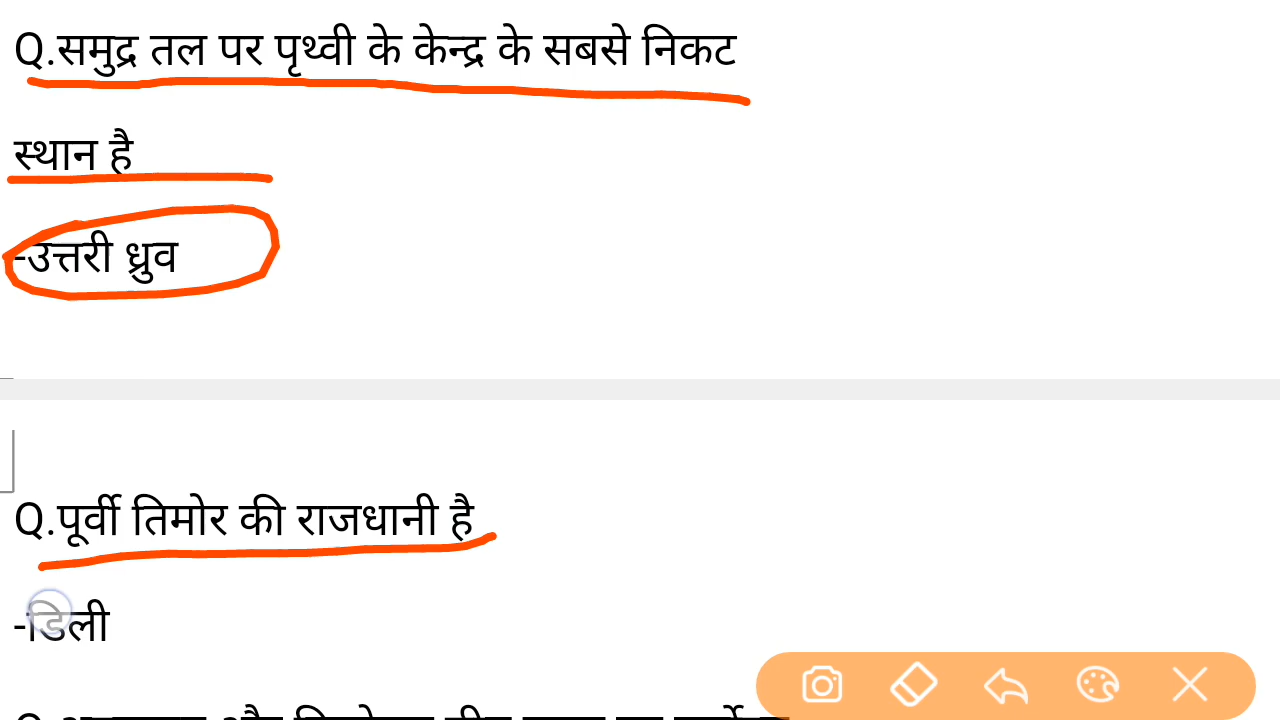 Q.समुद्र तल पर पृथ्वी के केन्द्र के सबसे निकट
स्थान है
-उत्तरी ध्रुव
Q.पूर्वी तिमोर की राजधानी है
-डिली